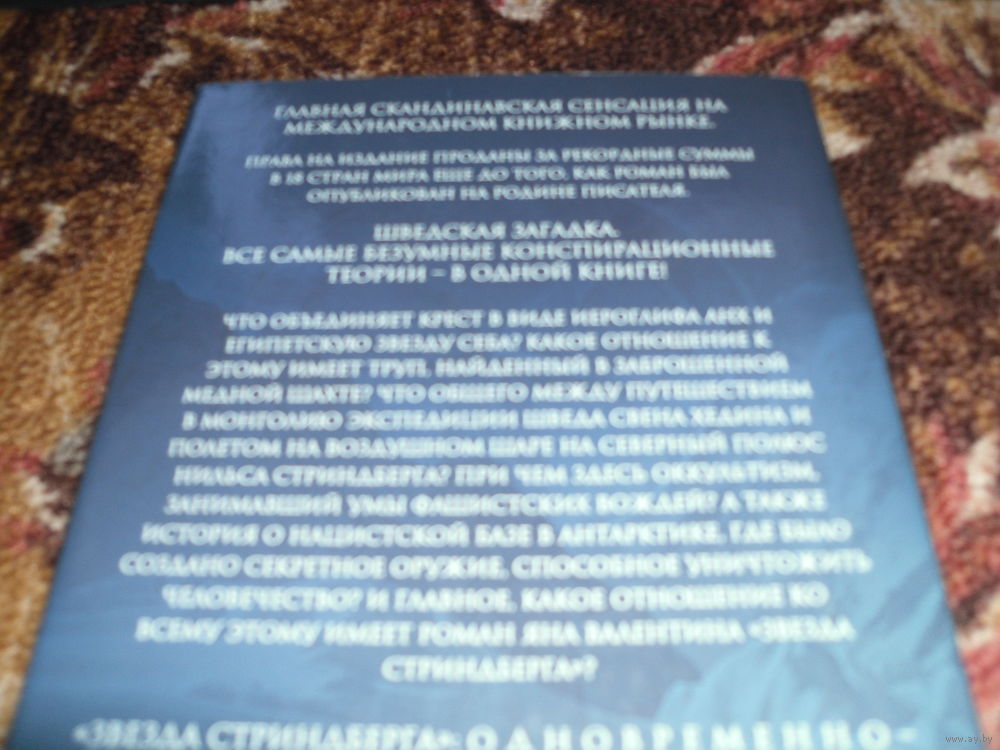 ГЛАВНАЯ СКАНДИНАВСКАЯ СЕНСАЦИЯ НА
МЕЖДУНАРОДНОМ КНИЖНОМ РЫНКЕ.
ПРАВА НА ИЗДАНИЕ ПРОДАНЫ ЗА РЕКОРДНЫЕ СУММЫ
В 18 СТРАН МИРА ЕЩЕ ДО ТОГО, КАК РОМАН БЫЛ
ОПУБЛИКОВАН НА РОДИНЕ ПИСАТЕЛЯ.
ШВЕДСКАЯ ЗАГАДКА.
ВСЕ САМЫЕ БЕЗУМНЫЕ КОНСПИРАЦИОННЫЕ
ТЕОРИИ – В ОДНОЙ КНИГЕ!
ЧТО ОБЪЕДИНЯЕТ КРЕСТ В ВИДЕ ИЕРОГЛИФА АНХ И
ЕГИПЕТСКУЮ ЗВЕЗДУ СЕБА? КАКОЕ ОТНОШЕНИЕ К
ЭТОМУ ИМЕЕТ ТРУП, НАЙДЕННЫЙ В ЗАБРОШЕННОЙ
МЕДНОЙ ШАХТЕ? ЧТО ОБЩЕГО МЕЖДУ ПУТЕШЕСТВИЕМ
В МОНГОЛИЮ ЭКСПЕДИЦИИ ШВЕДА СВЕНА ХЕДИНА И
ПОЛЕТОМ НА ВОЗДУШНОМ ШАРЕ НА СЕВЕРНЫЙ ПОЛЮС
НИЛЬСА СТРИНДБЕРГА? ПРИ ЧЕМ ЗДЕСЬ ОККУЛЬТИЗМ,
ЗАНИМАВШИЙ УМЫ ФАШИСТСКИХ ВОЖДЕЙ? А ТАКЖЕ
ИСТОРИЯ О НАЦИСТСКОЙ БАЗЕ В АНТАРКТИКЕ, ГДЕ БЫЛО
СОЗДАНО СЕКРЕТНОЕ ОРУЖИЕ, СПОСОБНОЕ УНИЧТОЖИТЬ
ЧЕЛОВЕЧЕСТВО? И ГЛАВНОЕ, КАКОЕ ОТНОШЕНИЕ КО
ВСЕМУ ЭТОМУ ИМЕЕТ РОМАН ЯНА ВАЛЕНТИНА «ЗВЕЗДА
СТРИНДБЕРГА»?
«ЗВЕЗДА СТРИНДБЕРГА»: ОДНОВРЕМЕННО –
www.ay.by